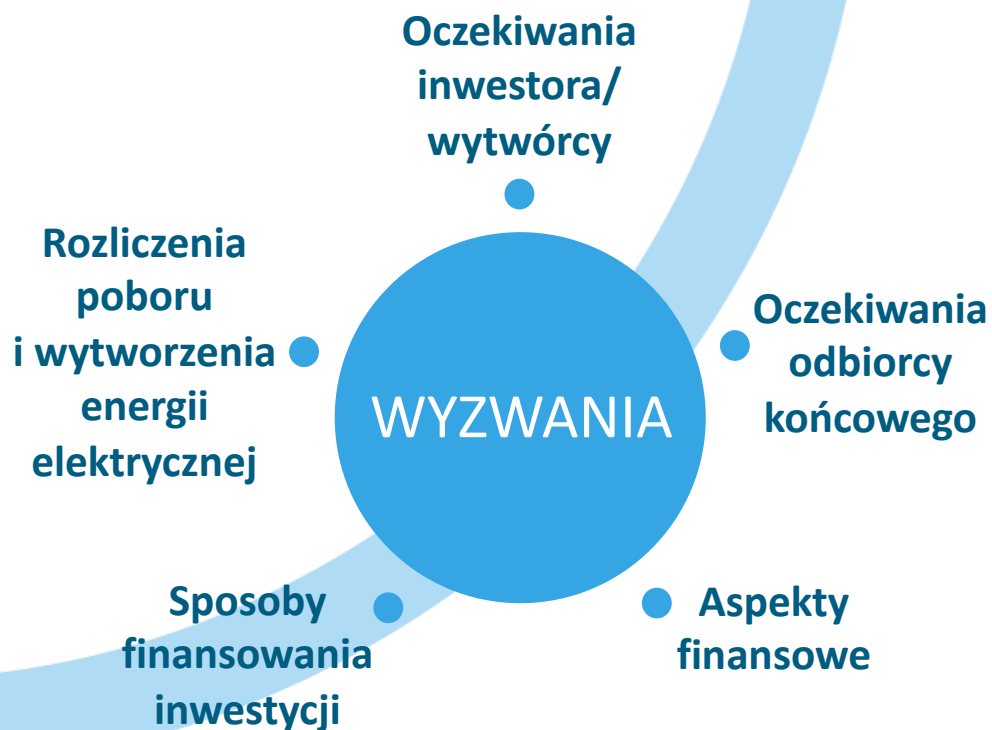 Oczekiwania
inwestora/
wytwórcy
Rozliczenia
poboru
i wytworzenia
energii
elektrycznej
WYZWANIA
Oczekiwania
odbiorcy
końcowego
Sposoby
finansowania
inwestycji
Aspekty
finansowe